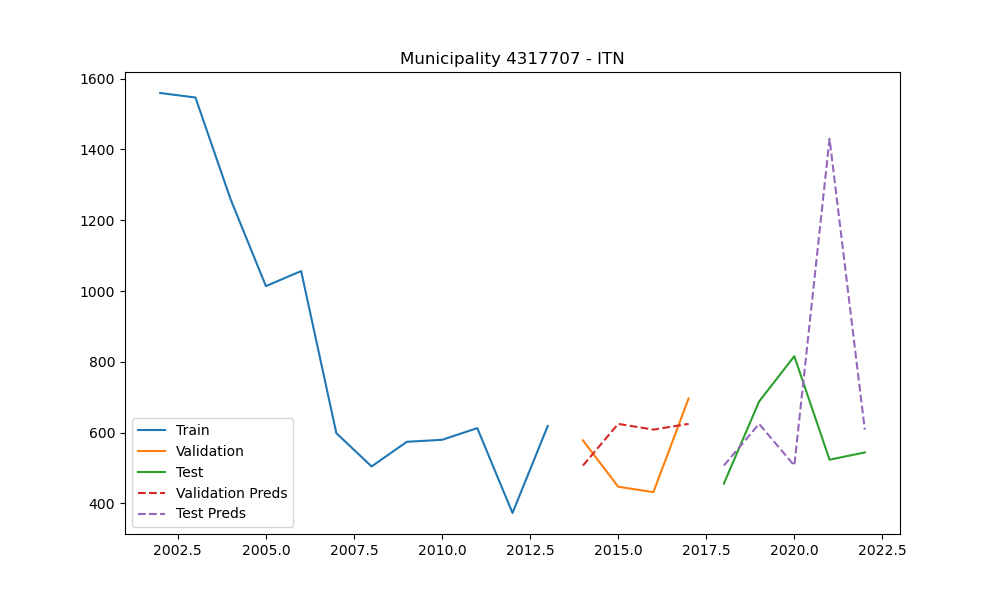 Municipality 4317707 - ITN
1600
1400
1200
1000
800
600
400
Train
Validation
Test
Validation Preds
Test Preds
2002.5 2005.0 2007.5 2010.0 2012.5 2015.0 2017.5 2020.0 2022.5